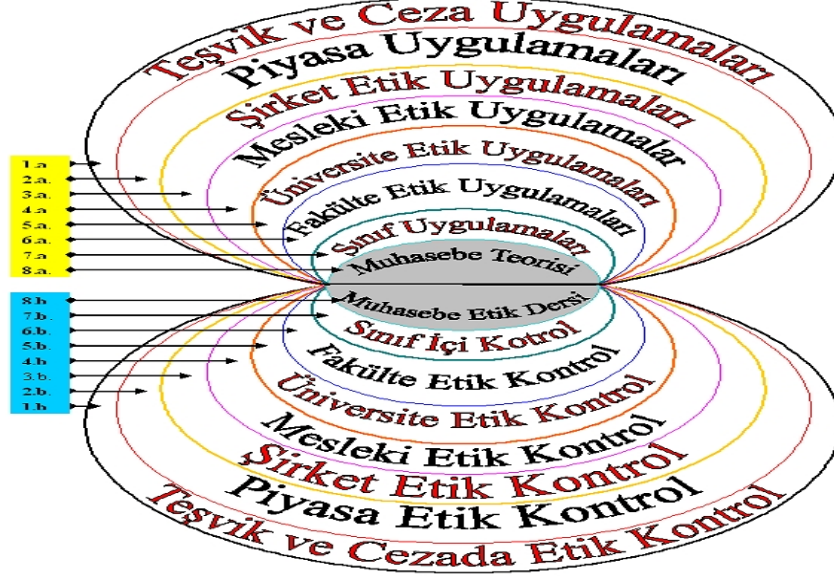 Teşvik ve Ceza Uygulamaları
Piyasa Uygulamaları
Şirket Etik Uygulamaları
Mesleki Etik Uygulamalar
Üniversite Etik Uygulamaları
Fakülte Etik Uygulamaları
Sınıf Uygulamaları
Muhasebe Teorisi
1.a
2.a.
3.a.
4.a
5.a.
6.a.
7.a
8.a.
8.b
7.b.
6.b.
5.b.
4.b
3.b.
2.b.
1.b
Muhasebe Etik Dersi
Sınıf İçi Kotrol
Fakülte Etik Kontrol
Üniversite Etik Kontrol
Mesleki Etik Kontrol
Şirket Etik Kontrol
Piyasa Etik Kontrol
Teşvik ve Cezada Etik Kontrol